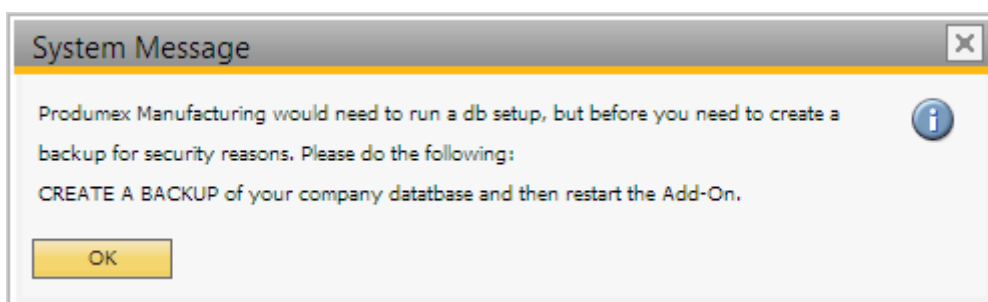 System Message
Produmex Manufacturing would need to run a db setup, but before you need to create a
backup for security reasons. Please do the following:
CREATE A BACKUP of your company datatbase and then restart the Add-On.
OK